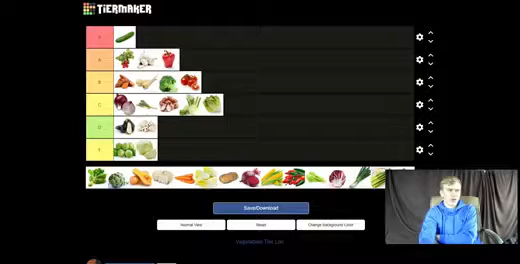 TIERMAKER
A
B
C
D
Save/Download
Normal View
Reset
Change background color
Vegetables Tier List